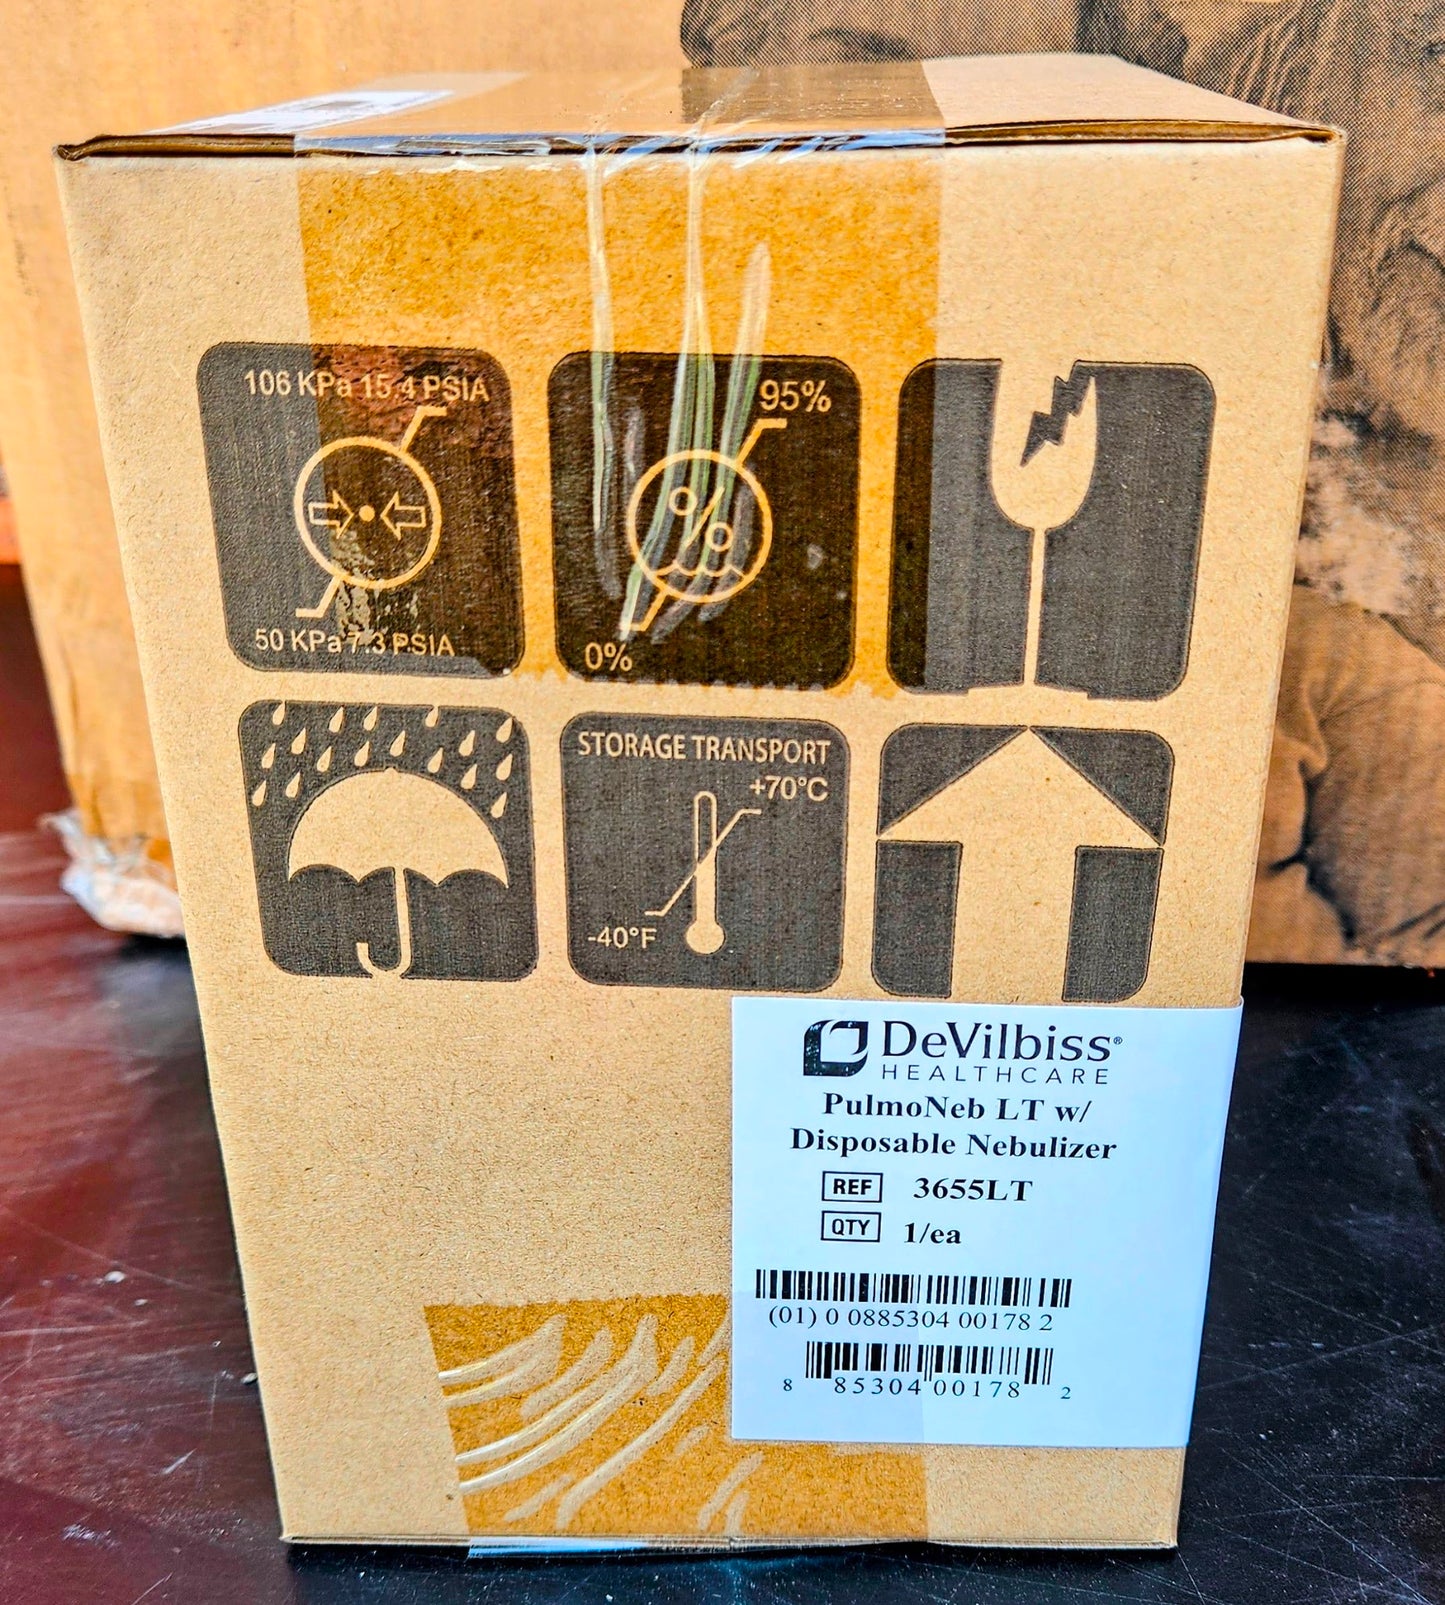 106 KPa 15.4 PSIA
50 KPa 7.3 PSIA
95%
%
0%
STORAGE TRANSPORT
+70°C
-40°F
DeVilbiss®
HEALTHCARE
PulmoNeb LT w/
Disposable Nebulizer
REF 3655LT
QTY 1/ea
(01) 0 0885304 00178 2
8 85304 00178 2